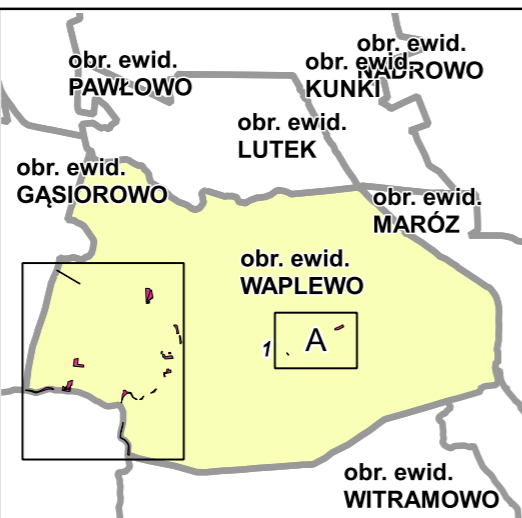 obr. ewid.
NADROWO
obr. ewid.
PAWŁOWO
obr. ewid.
KUNKI
obr. ewid.
LUTEK
obr. ewid.
GĄSIOROWO
obr. ewid.
MARÓZ
obr. ewid.
WAPLEWO
1
A
obr. ewid.
WITRAMOWO